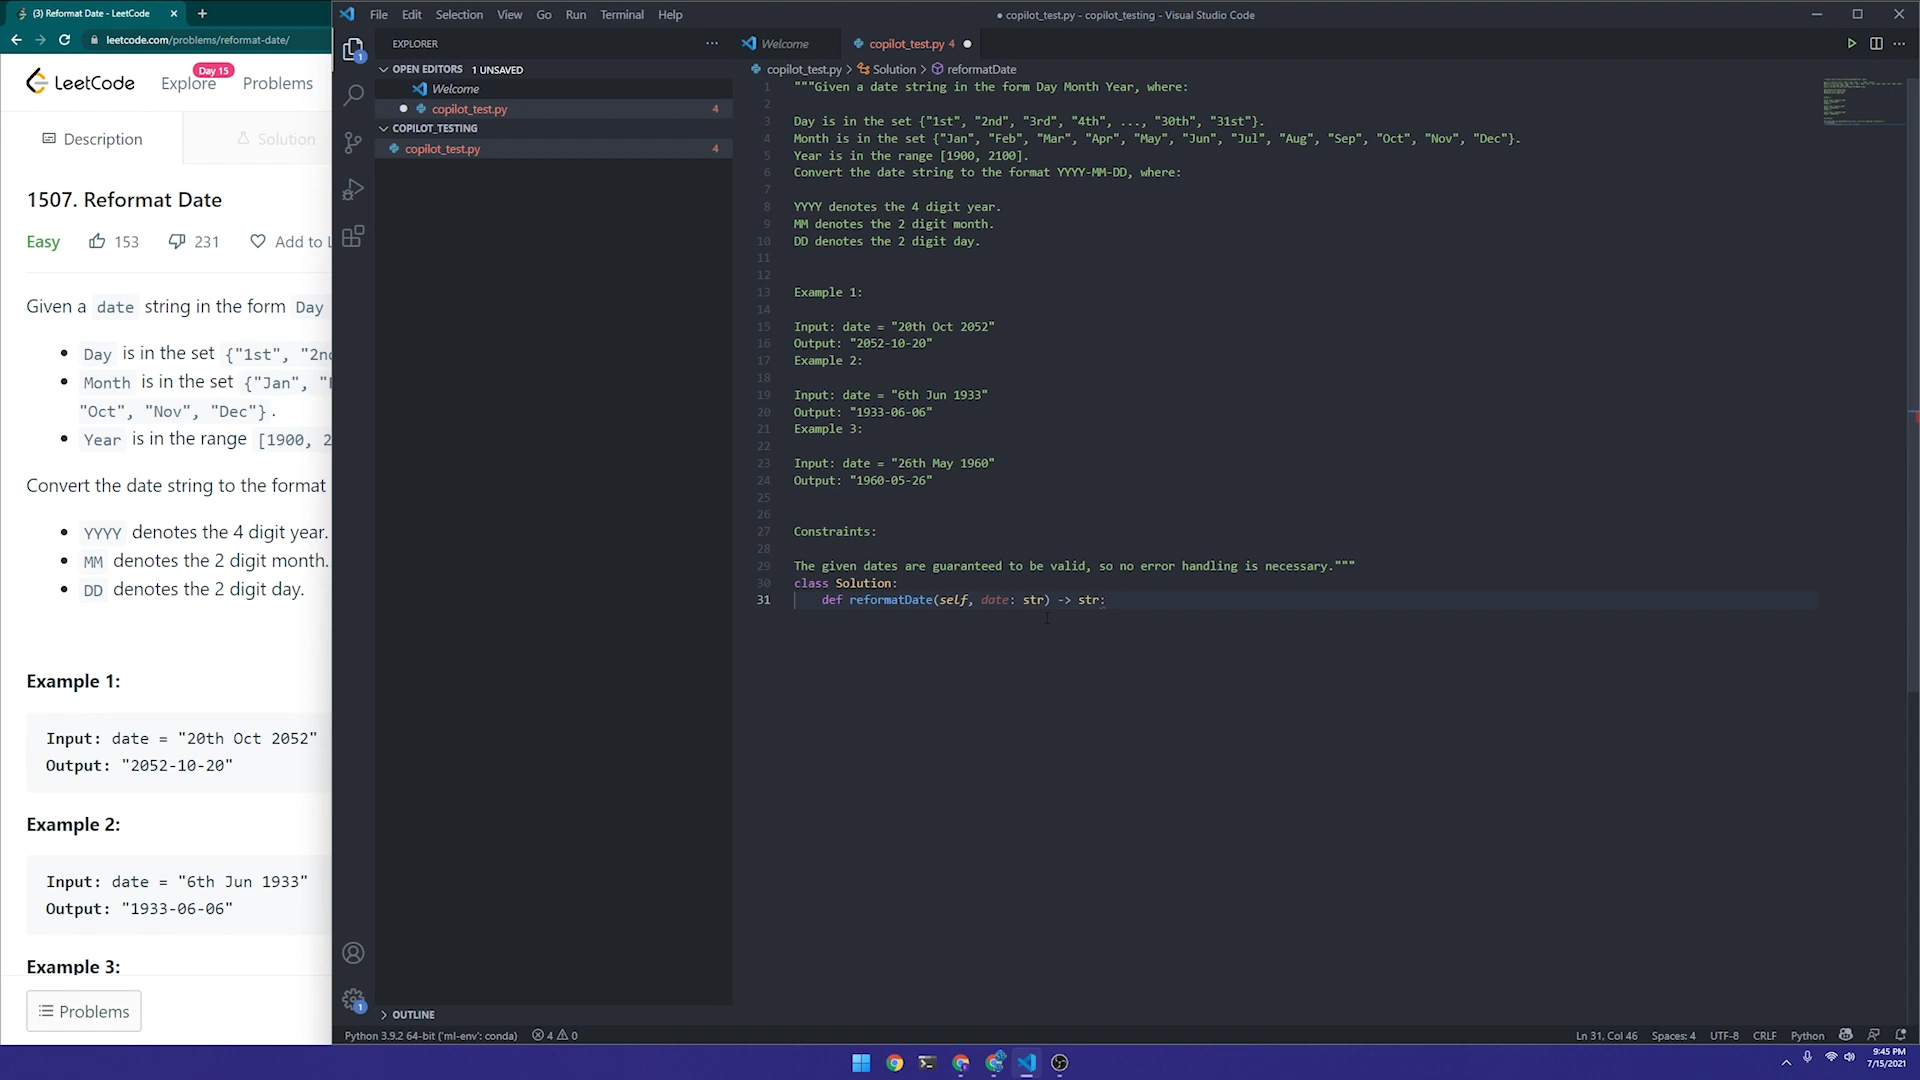 (3) Reformat Date - LeetCode
leetcode.com/problems/reformat-date/
LeetCode
Explore
Day 15
Problems
Description
Solution
1507. Reformat Date
Easy
153
231
Add to L
Given a date string in the form Day
Day is in the set {"1st", "2nd
Month is in the set {"Jan", "
"Oct", "Nov", "Dec"}.
Year is in the range [1900, 2
Convert the date string to the format
YYYY denotes the 4 digit year.
MM denotes the 2 digit month.
DD denotes the 2 digit day.
Example 1:
Input: date = "20th Oct 2052"
Output: "2052-10-20"
Example 2:
Input: date = "6th Jun 1933"
Output: "1933-06-06"
Example 3:
Problems
File Edit Selection View Go Run Terminal Help
● copilot_test.py - copilot_testing - Visual Studio Code
EXPLORER
OPEN EDITORS 1 UNSAVED
Welcome
copilot_test.py 4
COPILOT_TESTING
copilot_test.py 4
OUTLINE
1
1
Welcome
copilot_test.py 4
copilot_test.py > Solution > reformatDate
1 """Given a date string in the form Day Month Year, where:
2
3 Day is in the set {"1st", "2nd", "3rd", "4th", ..., "30th", "31st"}.
4 Month is in the set {"Jan", "Feb", "Mar", "Apr", "May", "Jun", "Jul", "Aug", "Sep", "Oct", "Nov", "Dec"}.
5 Year is in the range [1900, 2100].
6 Convert the date string to the format YYYY-MM-DD, where:
7
8 YYYY denotes the 4 digit year.
9 MM denotes the 2 digit month.
10 DD denotes the 2 digit day.
11
12
13 Example 1:
14
15 Input: date = "20th Oct 2052"
16 Output: "2052-10-20"
17 Example 2:
18
19 Input: date = "6th Jun 1933"
20 Output: "1933-06-06"
21 Example 3:
22
23 Input: date = "26th May 1960"
24 Output: "1960-05-26"
25
26
27 Constraints:
28
29 The given dates are guaranteed to be valid, so no error handling is necessary."""
30 class Solution:
31 def reformatDate(self, date: str) -> str:
Python 3.9.2 64-bit ('ml-env': conda) 4 0
Ln 31, Col 46 Spaces: 4 UTF-8 CRLF Python
9:45 PM
7/15/2021